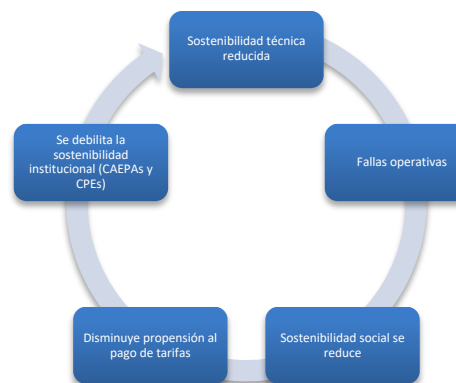 Sostenibilidad técnica
reducida
Fallas operativas
Sostenibilidad social se
reduce
Disminuye propensión al
pago de tarifas
Se debilita la
sostenibilidad
institucional (CAEPAs y
CPEs)